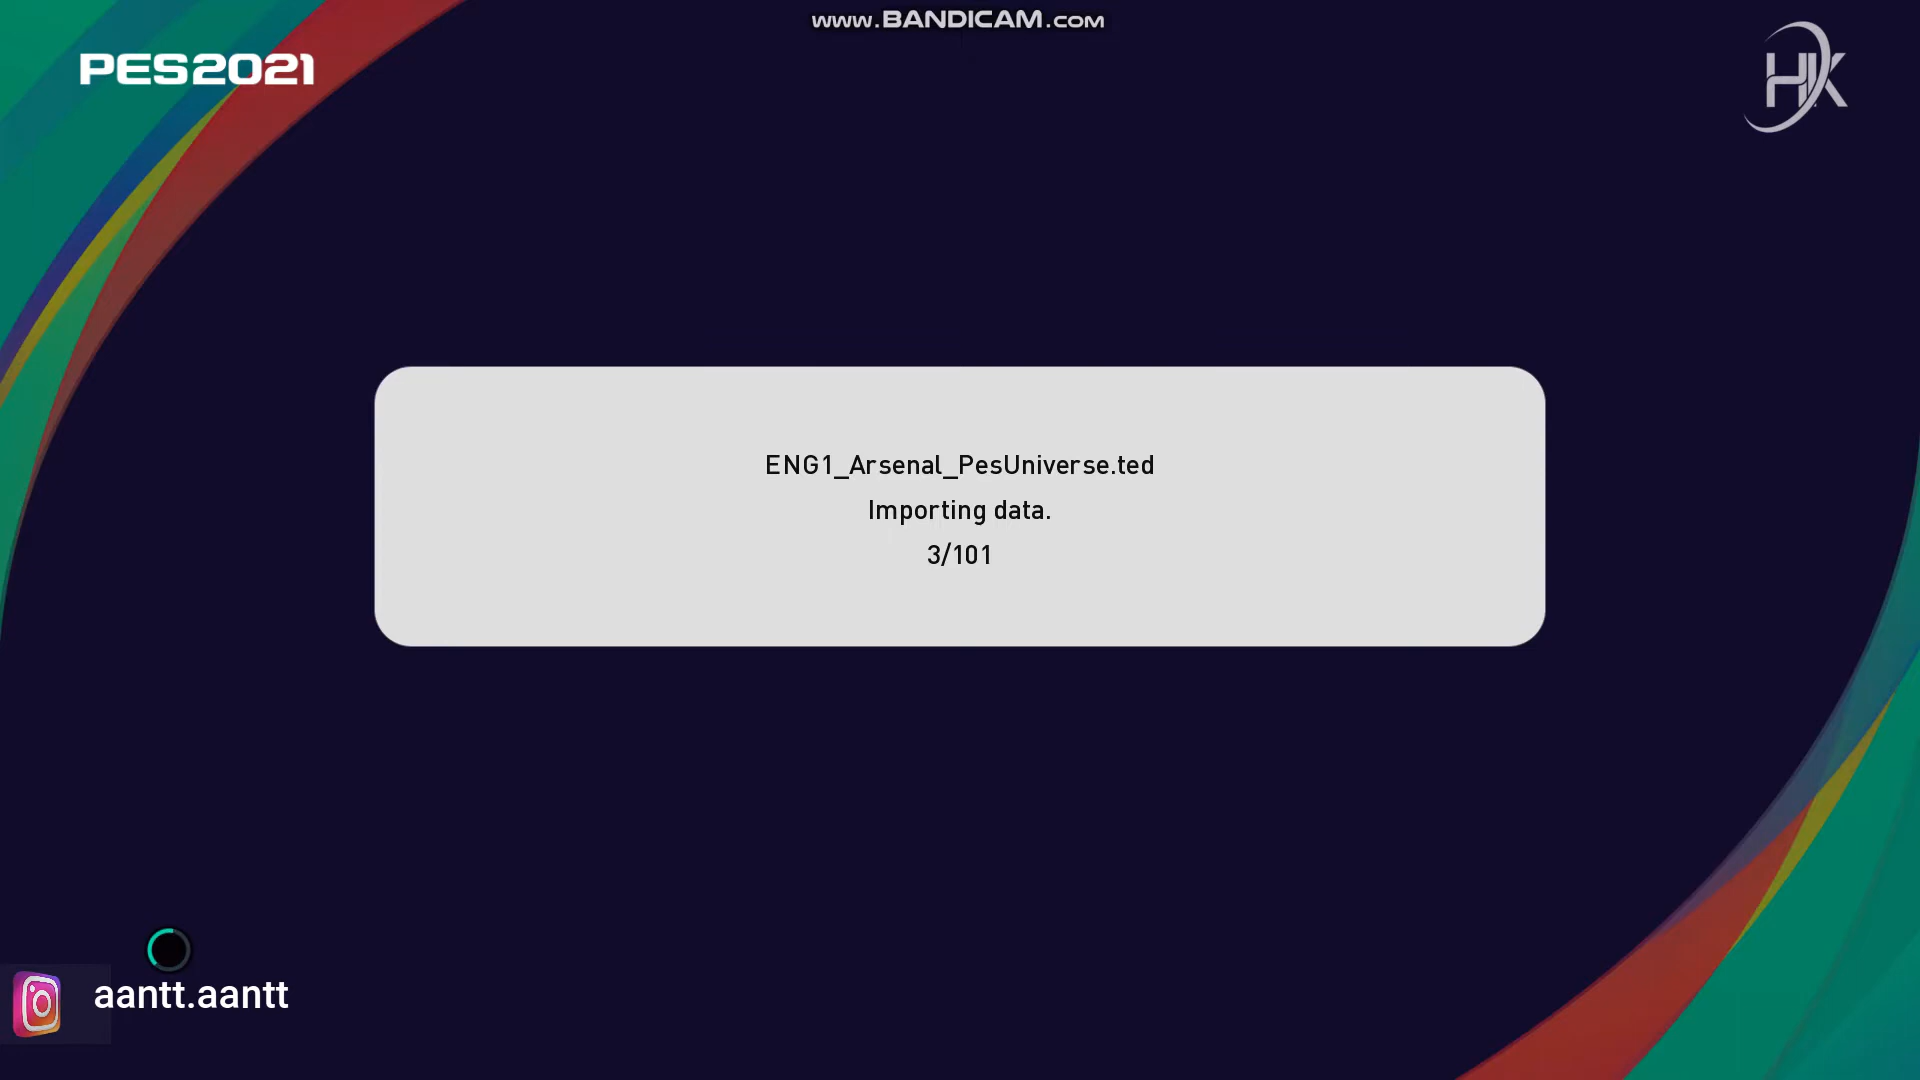 www.BANDICAM.com
PES2021
HK
ENG1_Arsenal_PesUniverse.ted
Importing data.
3/101
aantt.aantt